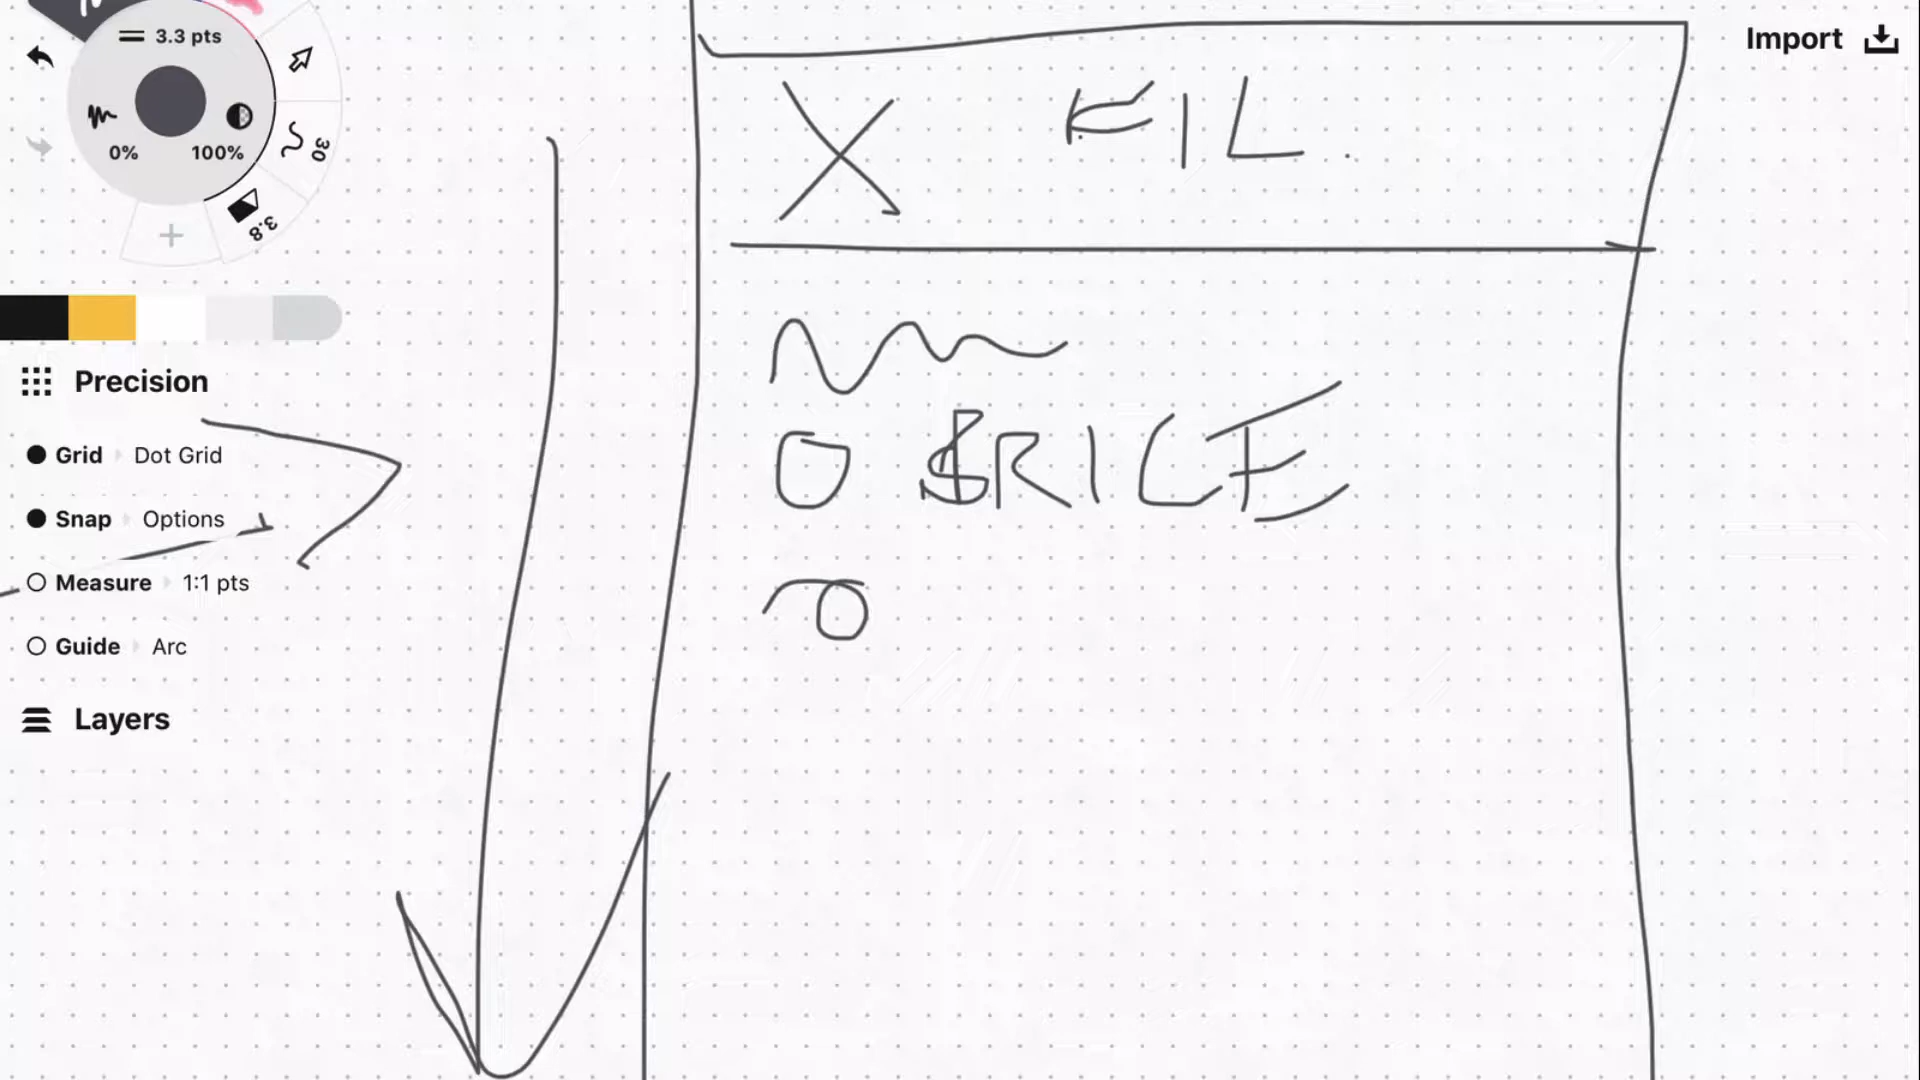 3.3 pts
0%
100%
30
3.8
Import
Precision
Grid Dot Grid
Snap Options
Measure 1:1 pts
Guide Arc
Layers
X FIL.